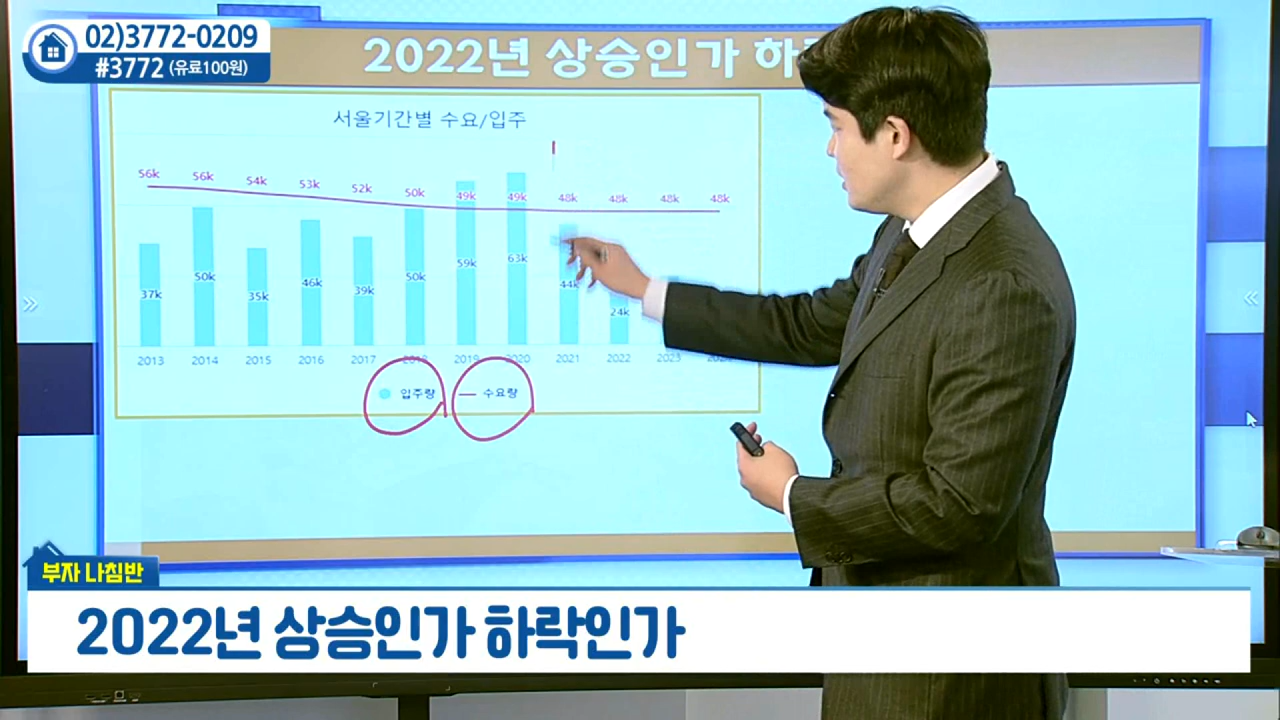 02)3772-0209
#3772 (유료100원)
2022년 상승인가
서울기간별 수요/입주
56k 56k 54k 53k 52k 50k 49k 49k 48k 48k 48k 48k
37k 50k 35k 46k 39k 50k 59k 63k 44k 24k
2013 2014 2015 2016 2017 2018 2019 2020 2021 2022 2023
입주량 수요량
부자 나침반
2022년 상승인가 하락인가